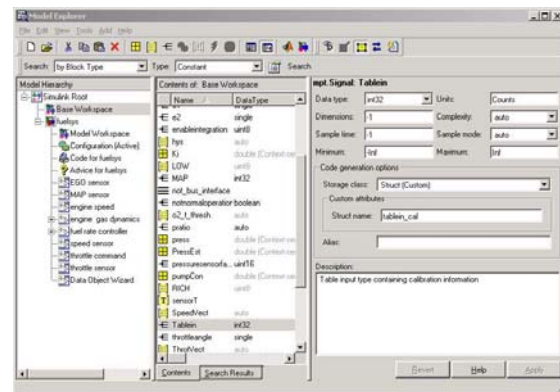 Model Explorer
File Edit View Tools Add Help
Search: by Block Type Type: Constant Search
Model Hierarchy
Simulink Root
Base Workspace
fuelsys
Model Workspace
Configuration (Active)
Code for fuelsys
Advice for fuelsys
EGO sensor
MAP sensor
engine speed
engine gas dynamics
fuel rate controller
speed sensor
throttle command
throttle sensor
Data Object Wizard
Contents of: Base Workspace
Name DataType
e2 single
enableintegration uint8
hys auto
Ki double
LOW uint8
MAP int32
not_bus_interface
notnomaloperation boolean
o2_t_thresh auto
pratio auto
press double
PressEst double
pressuresensorfa... uint16
pumpCon double
RICH uint8
sensorT
SpeedVect auto
Tablein int32
throttleangle single
ThrotVect auto
Contents Search Results
mpt.Signal: Tablein
Data type: int32 Units: Counts
Dimensions: -1 Complexity: auto
Sample time: -1 Sample mode: auto
Minimum: -Inf Maximum: Inf
Code generation options
Storage class: Struct (Custom)
Custom attributes
Struct name: tablein_cal
Alias:
Description:
Table input type containing calibration information
Revert Help Apply